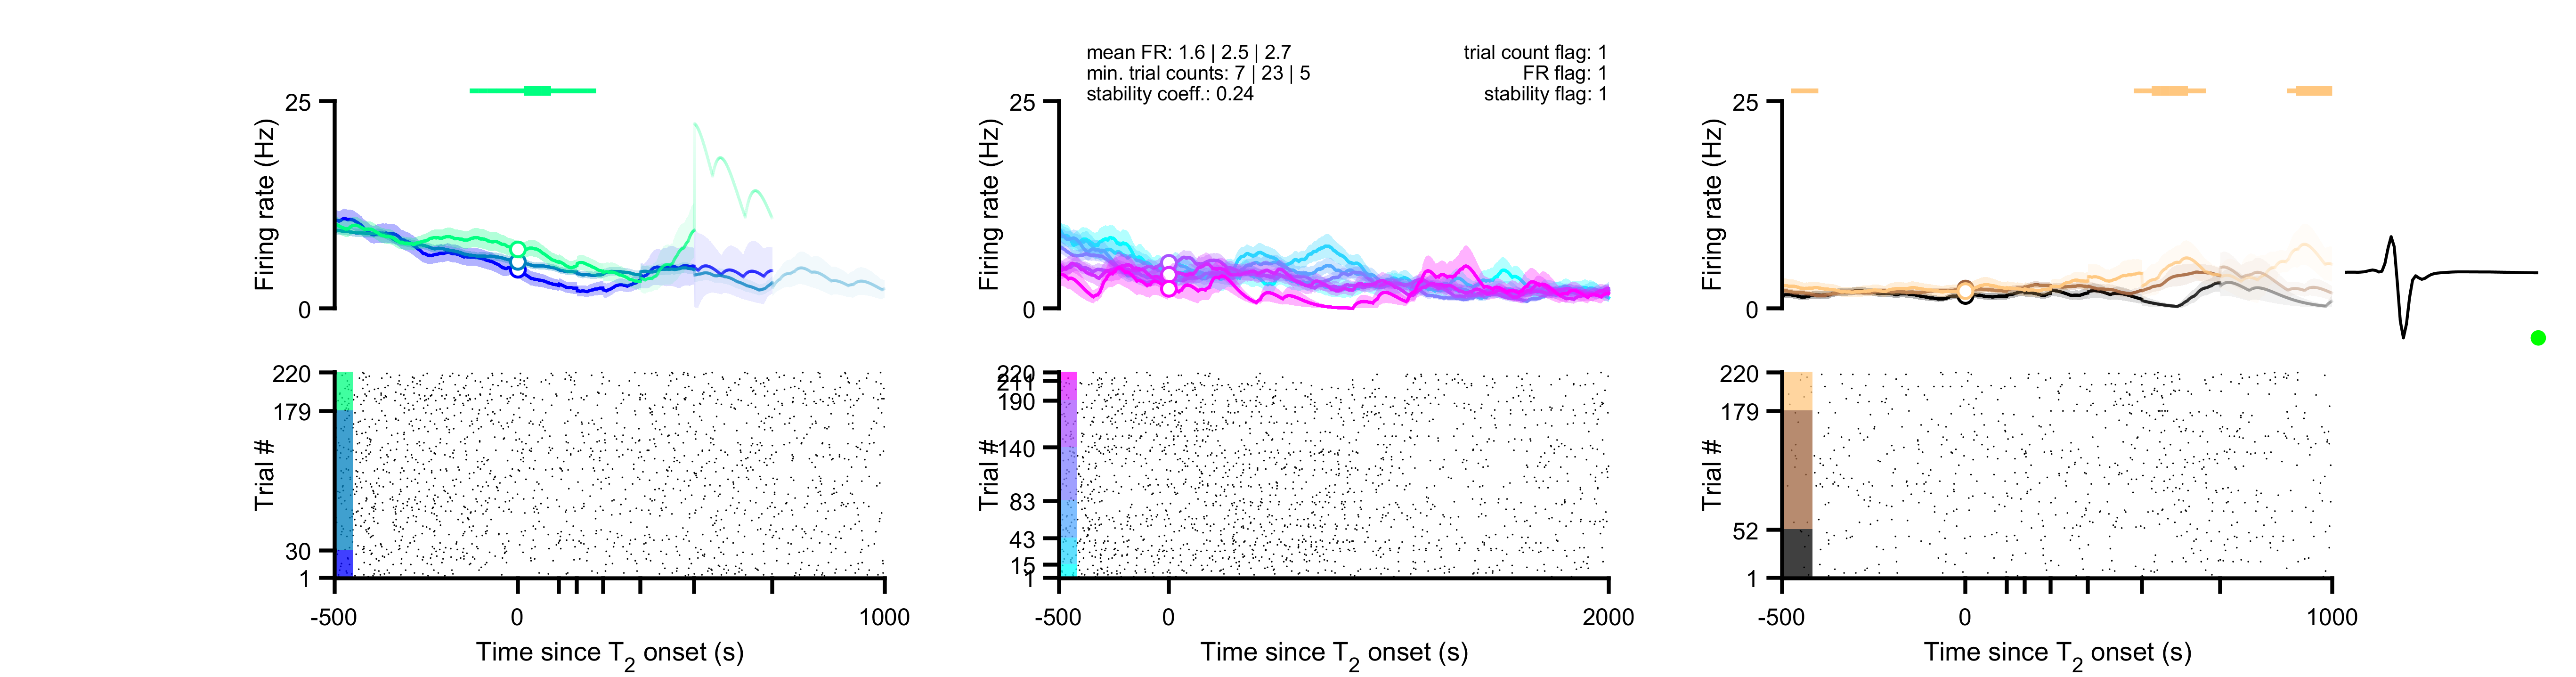 mean FR: 1.6 | 2.5 | 2.7
min. trial counts: 7 | 23 | 5
stability coeff.: 0.24
trial count flag: 1
FR flag: 1
stability flag: 1
25
0
Firing rate (Hz)
25
0
Firing rate (Hz)
25
0
Firing rate (Hz)
220
179
30
1
Trial #
-500
0
1000
Time since T2 onset (s)
220
211
190
140
83
43
15
1
Trial #
-500
0
2000
Time since T2 onset (s)
220
179
52
1
Trial #
-500
0
1000
Time since T2 onset (s)